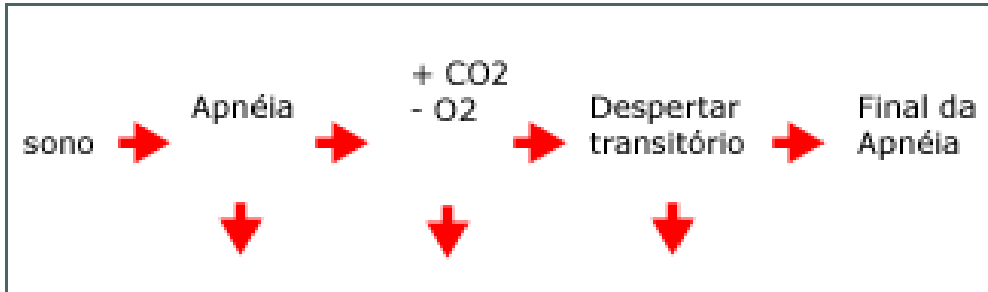 sono
Apnéia
+ CO2
- O2
Despertar
transitório
Final da
Apnéia